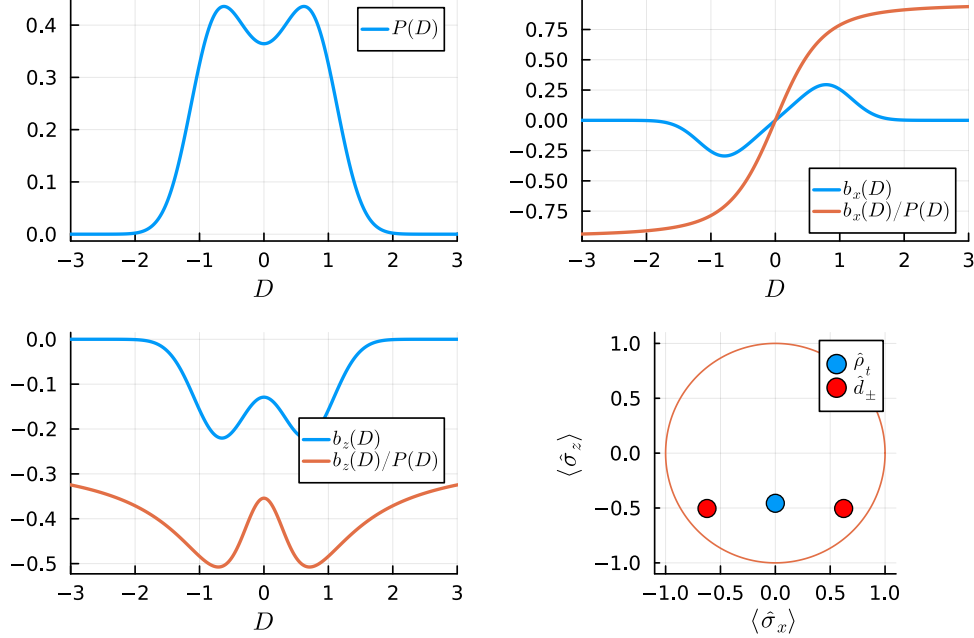 0.4
0.3
0.2
0.1
0.0
−3 −2 −1 0 1 2 3
D
P(D)
0.75
0.50
0.25
0.00
−0.25
−0.50
−0.75
−3 −2 −1 0 1 2 3
D
b_x(D)
b_x(D)/P(D)
0.0
−0.1
−0.2
−0.3
−0.4
−0.5
−3 −2 −1 0 1 2 3
D
b_z(D)
b_z(D)/P(D)
1.0
0.5
0.0
−0.5
−1.0
−1.0 −0.5 0.0 0.5 1.0
⟨σ̂_x⟩
⟨σ̂_z⟩
ρ̂_t
d̂_±